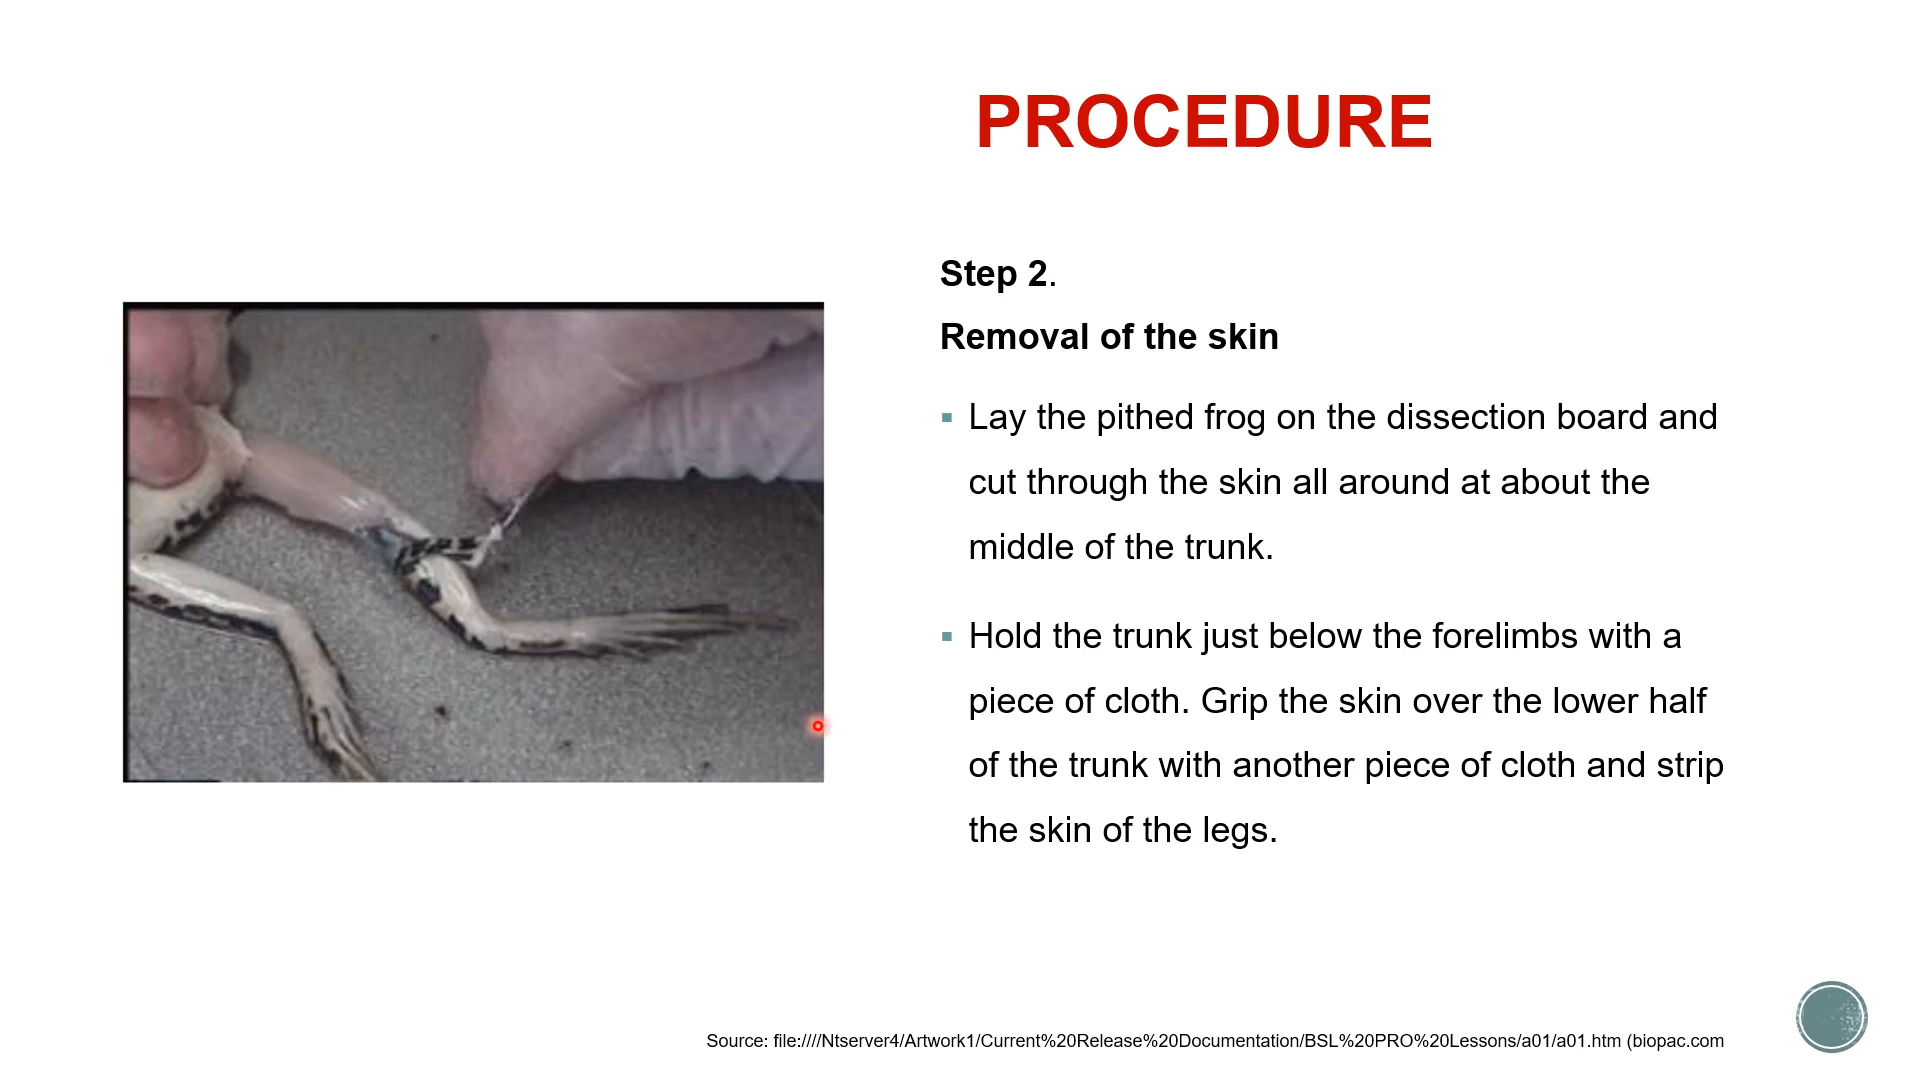 PROCEDURE
Step 2.
Removal of the skin
▪ Lay the pithed frog on the dissection board and
cut through the skin all around at about the
middle of the trunk.
▪ Hold the trunk just below the forelimbs with a
piece of cloth. Grip the skin over the lower half
of the trunk with another piece of cloth and strip
the skin of the legs.
Source: file:////Ntserver4/Artwork1/Current%20Release%20Documentation/BSL%20PRO%20Lessons/a01/a01.htm (biopac.com